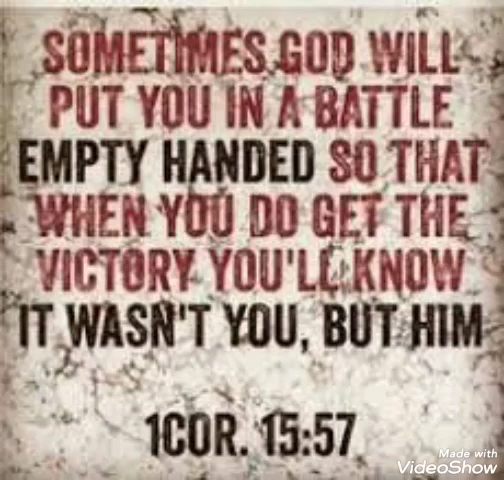 SOMETIMES GOD WILL
PUT YOU IN A BATTLE
EMPTY HANDED SO THAT
WHEN YOU DO GET THE
VICTORY YOU'LL KNOW
IT WASN'T YOU, BUT HIM
1COR. 15:57
Made with
VideoShow